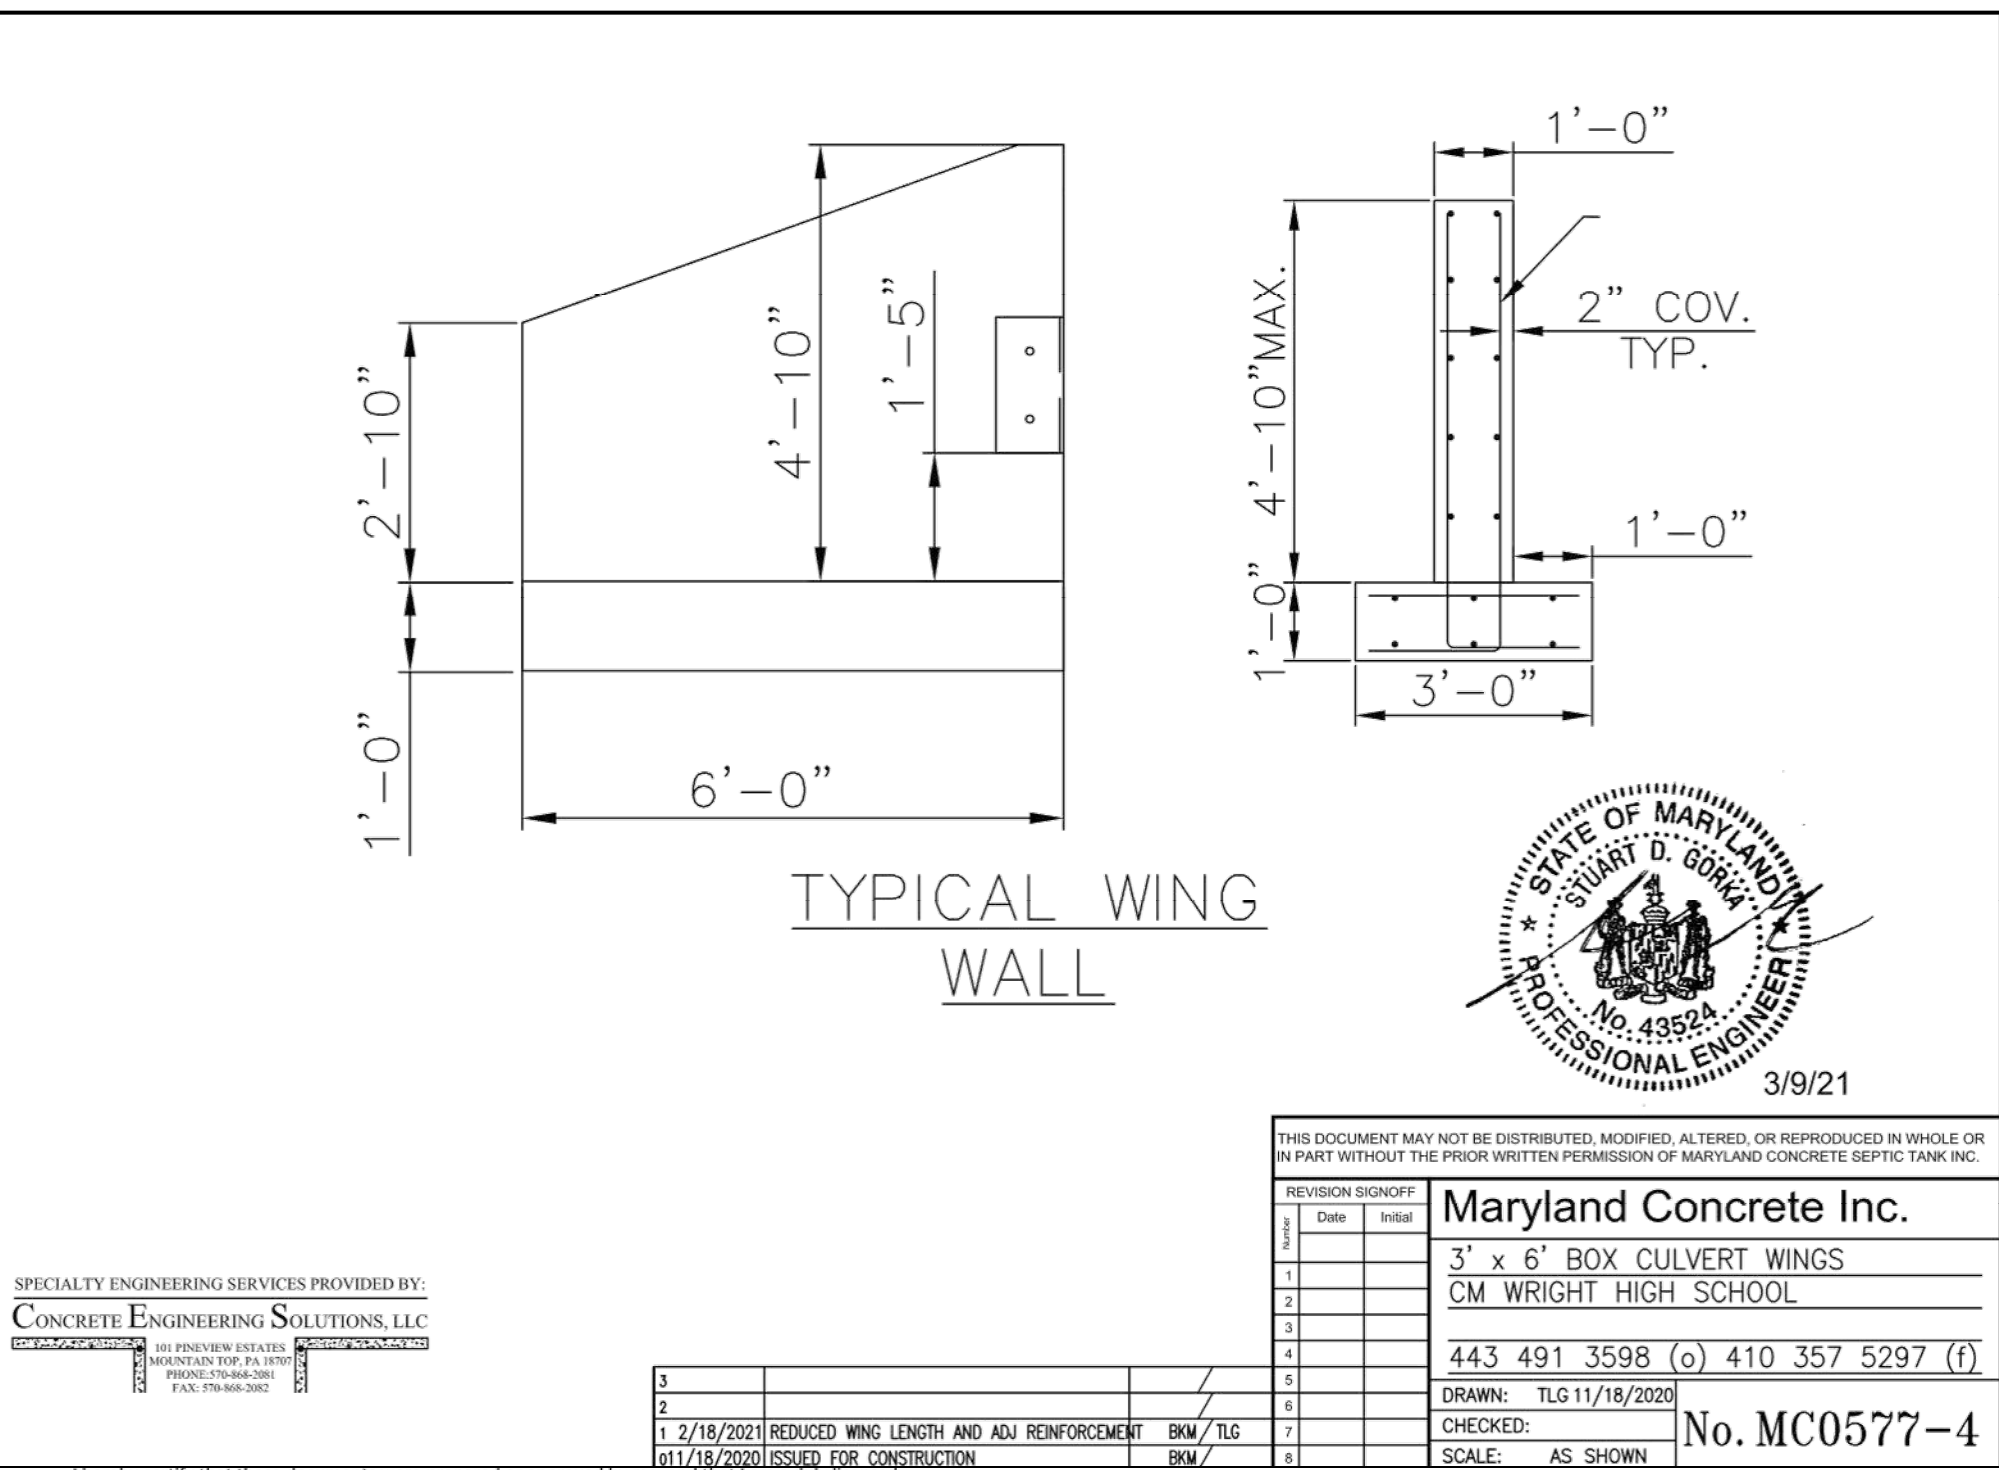 1'-0"
2" COV.
TYP.
4'-10"MAX.
1'-0"
1'-0"
3'-0"
2'-10"
4'-10"
1'-5"
1'-0"
6'-0"
TYPICAL WING
WALL
STATE OF MARYLAND
STUART D. GORKA
No. 43524
PROFESSIONAL ENGINEER
3/9/21
THIS DOCUMENT MAY NOT BE DISTRIBUTED, MODIFIED, ALTERED, OR REPRODUCED IN WHOLE OR
IN PART WITHOUT THE PRIOR WRITTEN PERMISSION OF MARYLAND CONCRETE SEPTIC TANK INC.
REVISION SIGNOFF
Number Date Initial
1
2
3
4
5
6
7
8
Maryland Concrete Inc.
3' x 6' BOX CULVERT WINGS
CM WRIGHT HIGH SCHOOL
443 491 3598 (o) 410 357 5297 (f)
DRAWN: TLG 11/18/2020
CHECKED:
SCALE: AS SHOWN
No. MC0577-4
SPECIALTY ENGINEERING SERVICES PROVIDED BY:
CONCRETE ENGINEERING SOLUTIONS, LLC
101 PINEVIEW ESTATES
MOUNTAIN TOP, PA 18707
PHONE:570-868-2081
FAX: 570-868-2082
3 /
2 /
1 2/18/2021 REDUCED WING LENGTH AND ADJ REINFORCEMENT BKM / TLG
0 11/18/2020 ISSUED FOR CONSTRUCTION BKM /